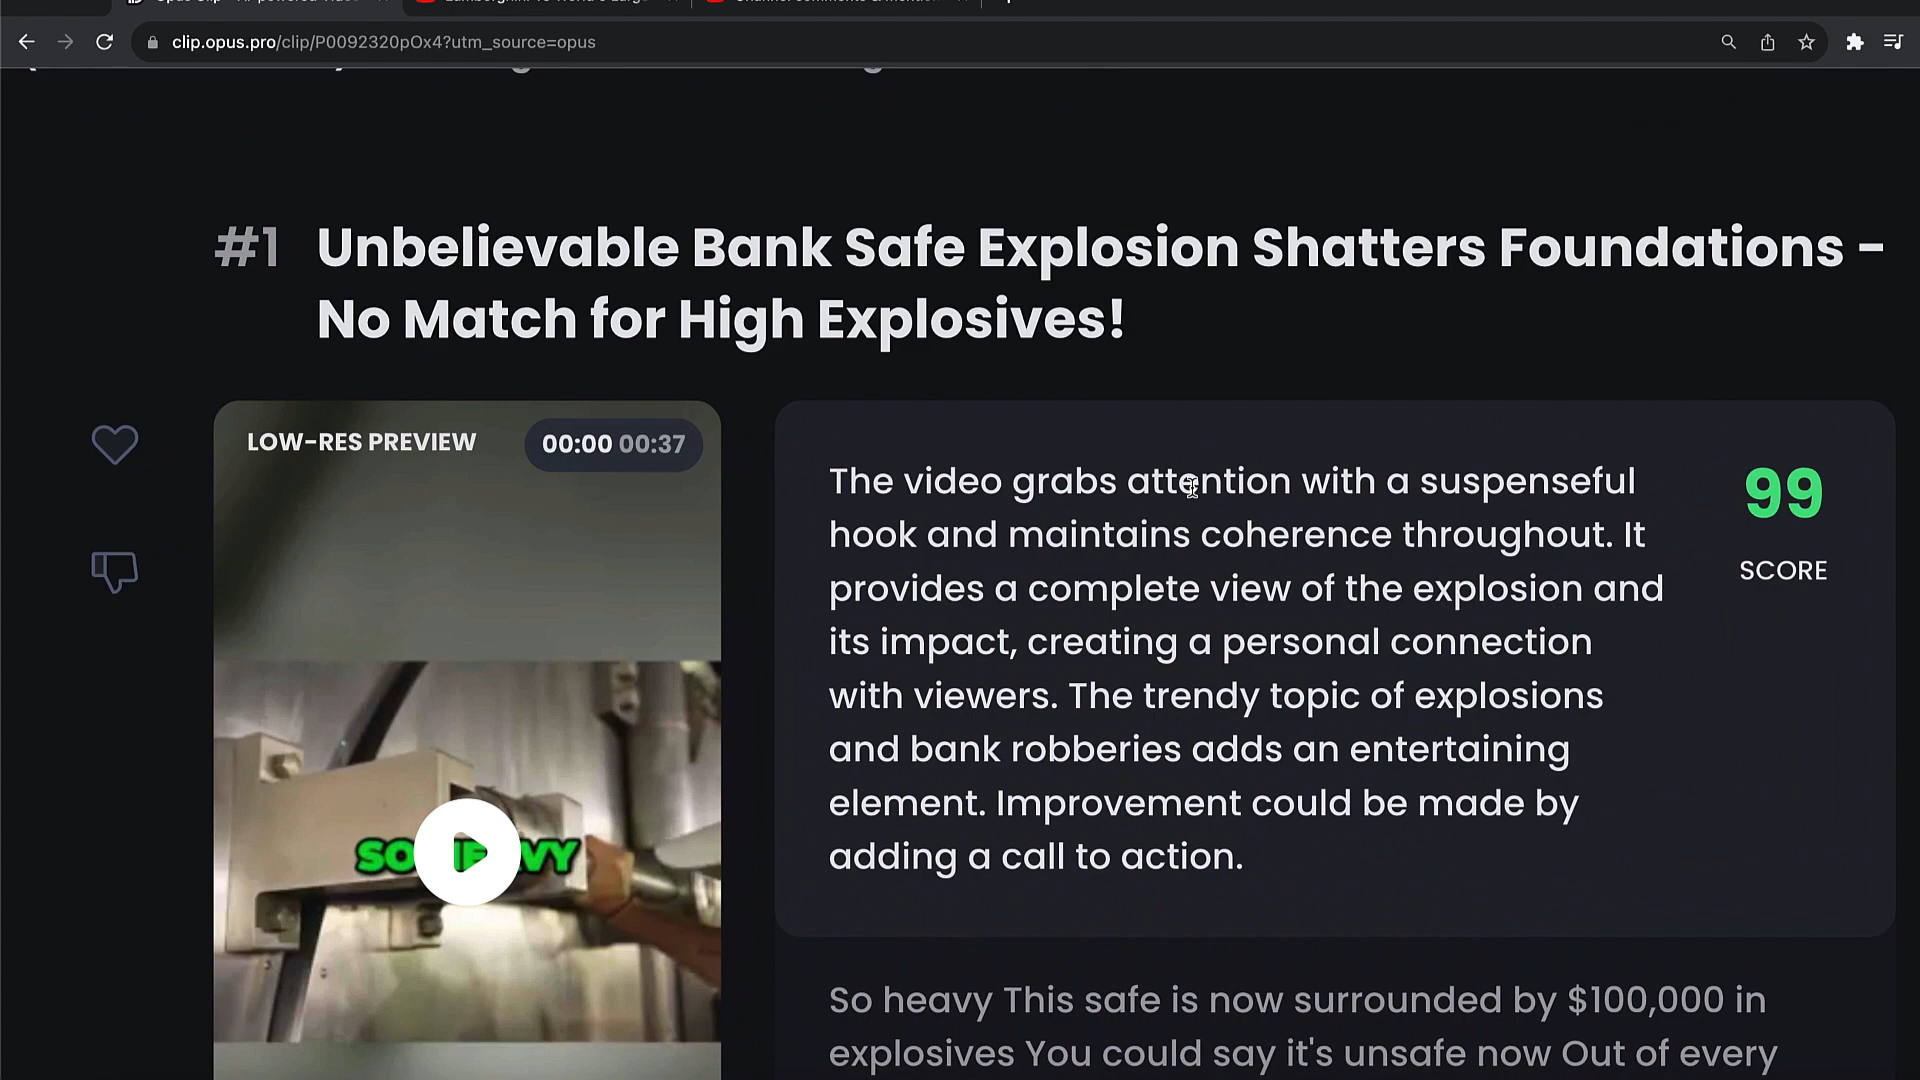 clip.opus.pro/clip/P0092320pOx4?utm_source=opus
#1 Unbelievable Bank Safe Explosion Shatters Foundations -
No Match for High Explosives!
LOW-RES PREVIEW
00:00 00:37
The video grabs attention with a suspenseful
hook and maintains coherence throughout. It
provides a complete view of the explosion and
its impact, creating a personal connection
with viewers. The trendy topic of explosions
and bank robberies adds an entertaining
element. Improvement could be made by
adding a call to action.
99
SCORE
So heavy This safe is now surrounded by $100,000 in
explosives You could say it's unsafe now Out of every